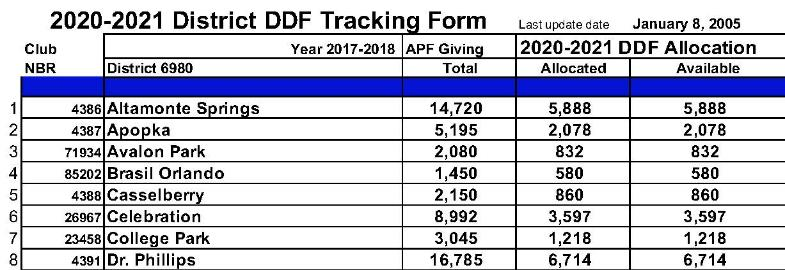 2020-2021 District DDF Tracking Form Last update date January 8, 2005
Club Year 2017-2018 APF Giving 2020-2021 DDF Allocation
NBR District 6980 Total Allocated Available
1 4386 Altamonte Springs 14,720 5,888 5,888
2 4387 Apopka 5,195 2,078 2,078
3 71934 Avalon Park 2,080 832 832
4 85202 Brasil Orlando 1,450 580 580
5 4388 Casselberry 2,150 860 860
6 26967 Celebration 8,992 3,597 3,597
7 23458 College Park 3,045 1,218 1,218
8 4391 Dr. Phillips 16,785 6,714 6,714